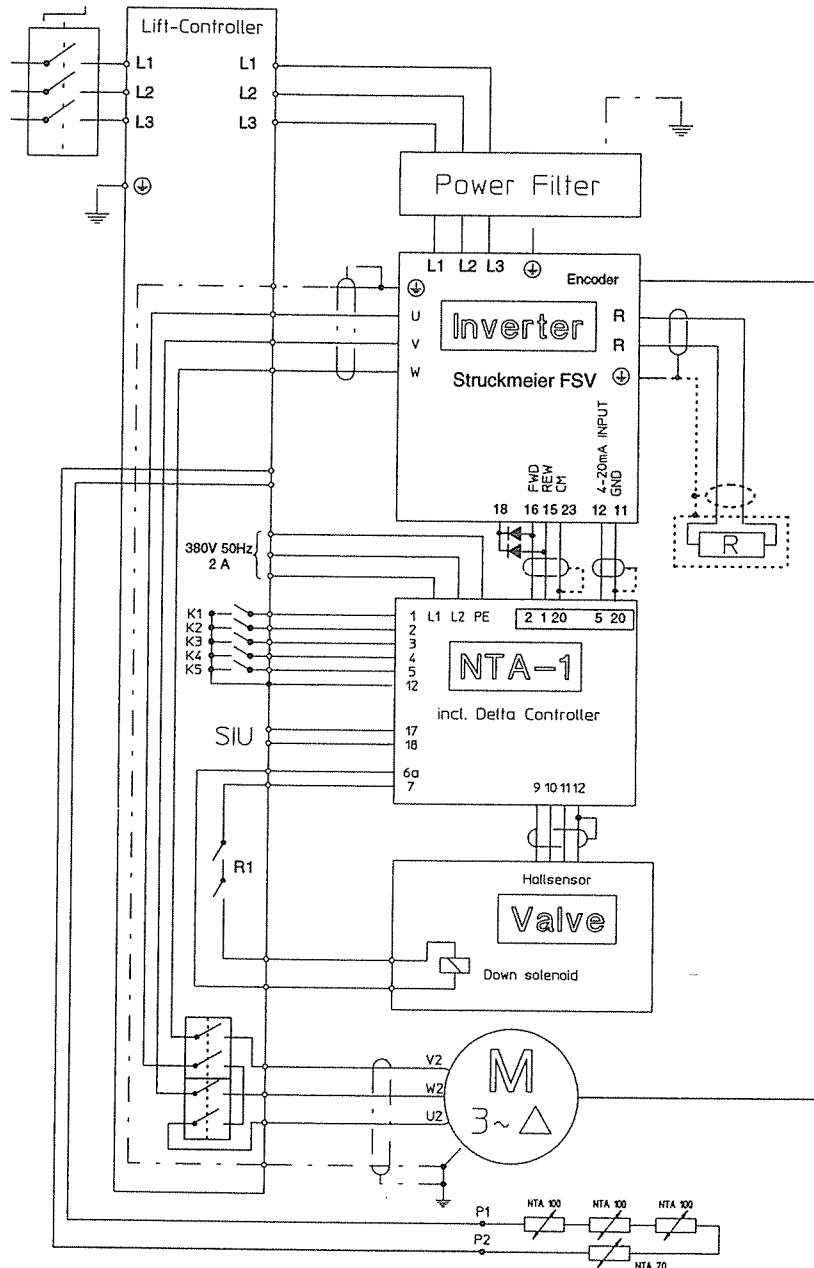 Lift-Controller
L1 L1
L2 L2
L3 L3
Power Filter
L1 L2 L3
Encoder
Inverter
U
V
W
R
R
Struckmeier FSV
FWD
REW
CM
4-20mA INPUT
GND
18 16 15 23 12 11
R
380V 50Hz
2 A
K1
K2
K3
K4
K5
1 L1 L2 PE 2 1 20 5 20
2
3
4
5
12
NTA-1
incl. Delta Controller
SIU
17
18
6a
7
9 10 11 12
R1
Hallsensor
Valve
Down solenoid
V2
W2
U2
M
3~ △
P1
P2
NTA 100 NTA 100 NTA 100
NTA 70